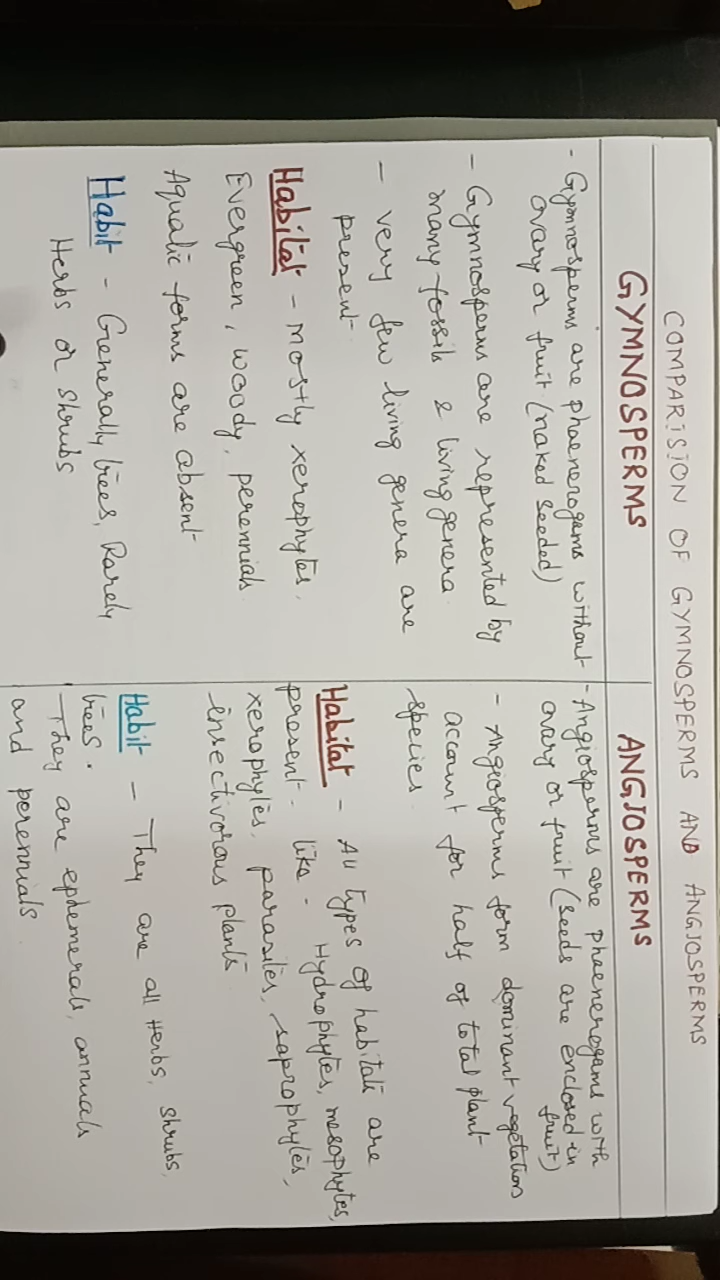 COMPARISION OF GYMNOSPERMS AND ANGIOSPERMS
GYMNOSPERMS
- Gymnosperms are phaenerogams without
ovary or fruit (naked seeded)
- Gymnosperms are represented by
many fossils & living genera.
- very few living genera are
present.
Habitat - mostly xerophytes,
Evergreen, woody, perennials
Aquatic forms are absent
Habit - Generally trees, Rarely
Herbs or Shrubs
ANGIOSPERMS
- Angiosperms are phaenerogams with
ovary or fruit (seeds are enclosed in
fruit)
- Angiosperms form dominant vegetation
account for half of total plant
species.
Habitat - All types of habitats are
present. like - Hydrophytes, mesophytes,
xerophytes, parasites, saprophytes,
insectivorous plants
Habit - They are all Herbs, shrubs,
trees.
- They are ephemerals, annuals
and perennials